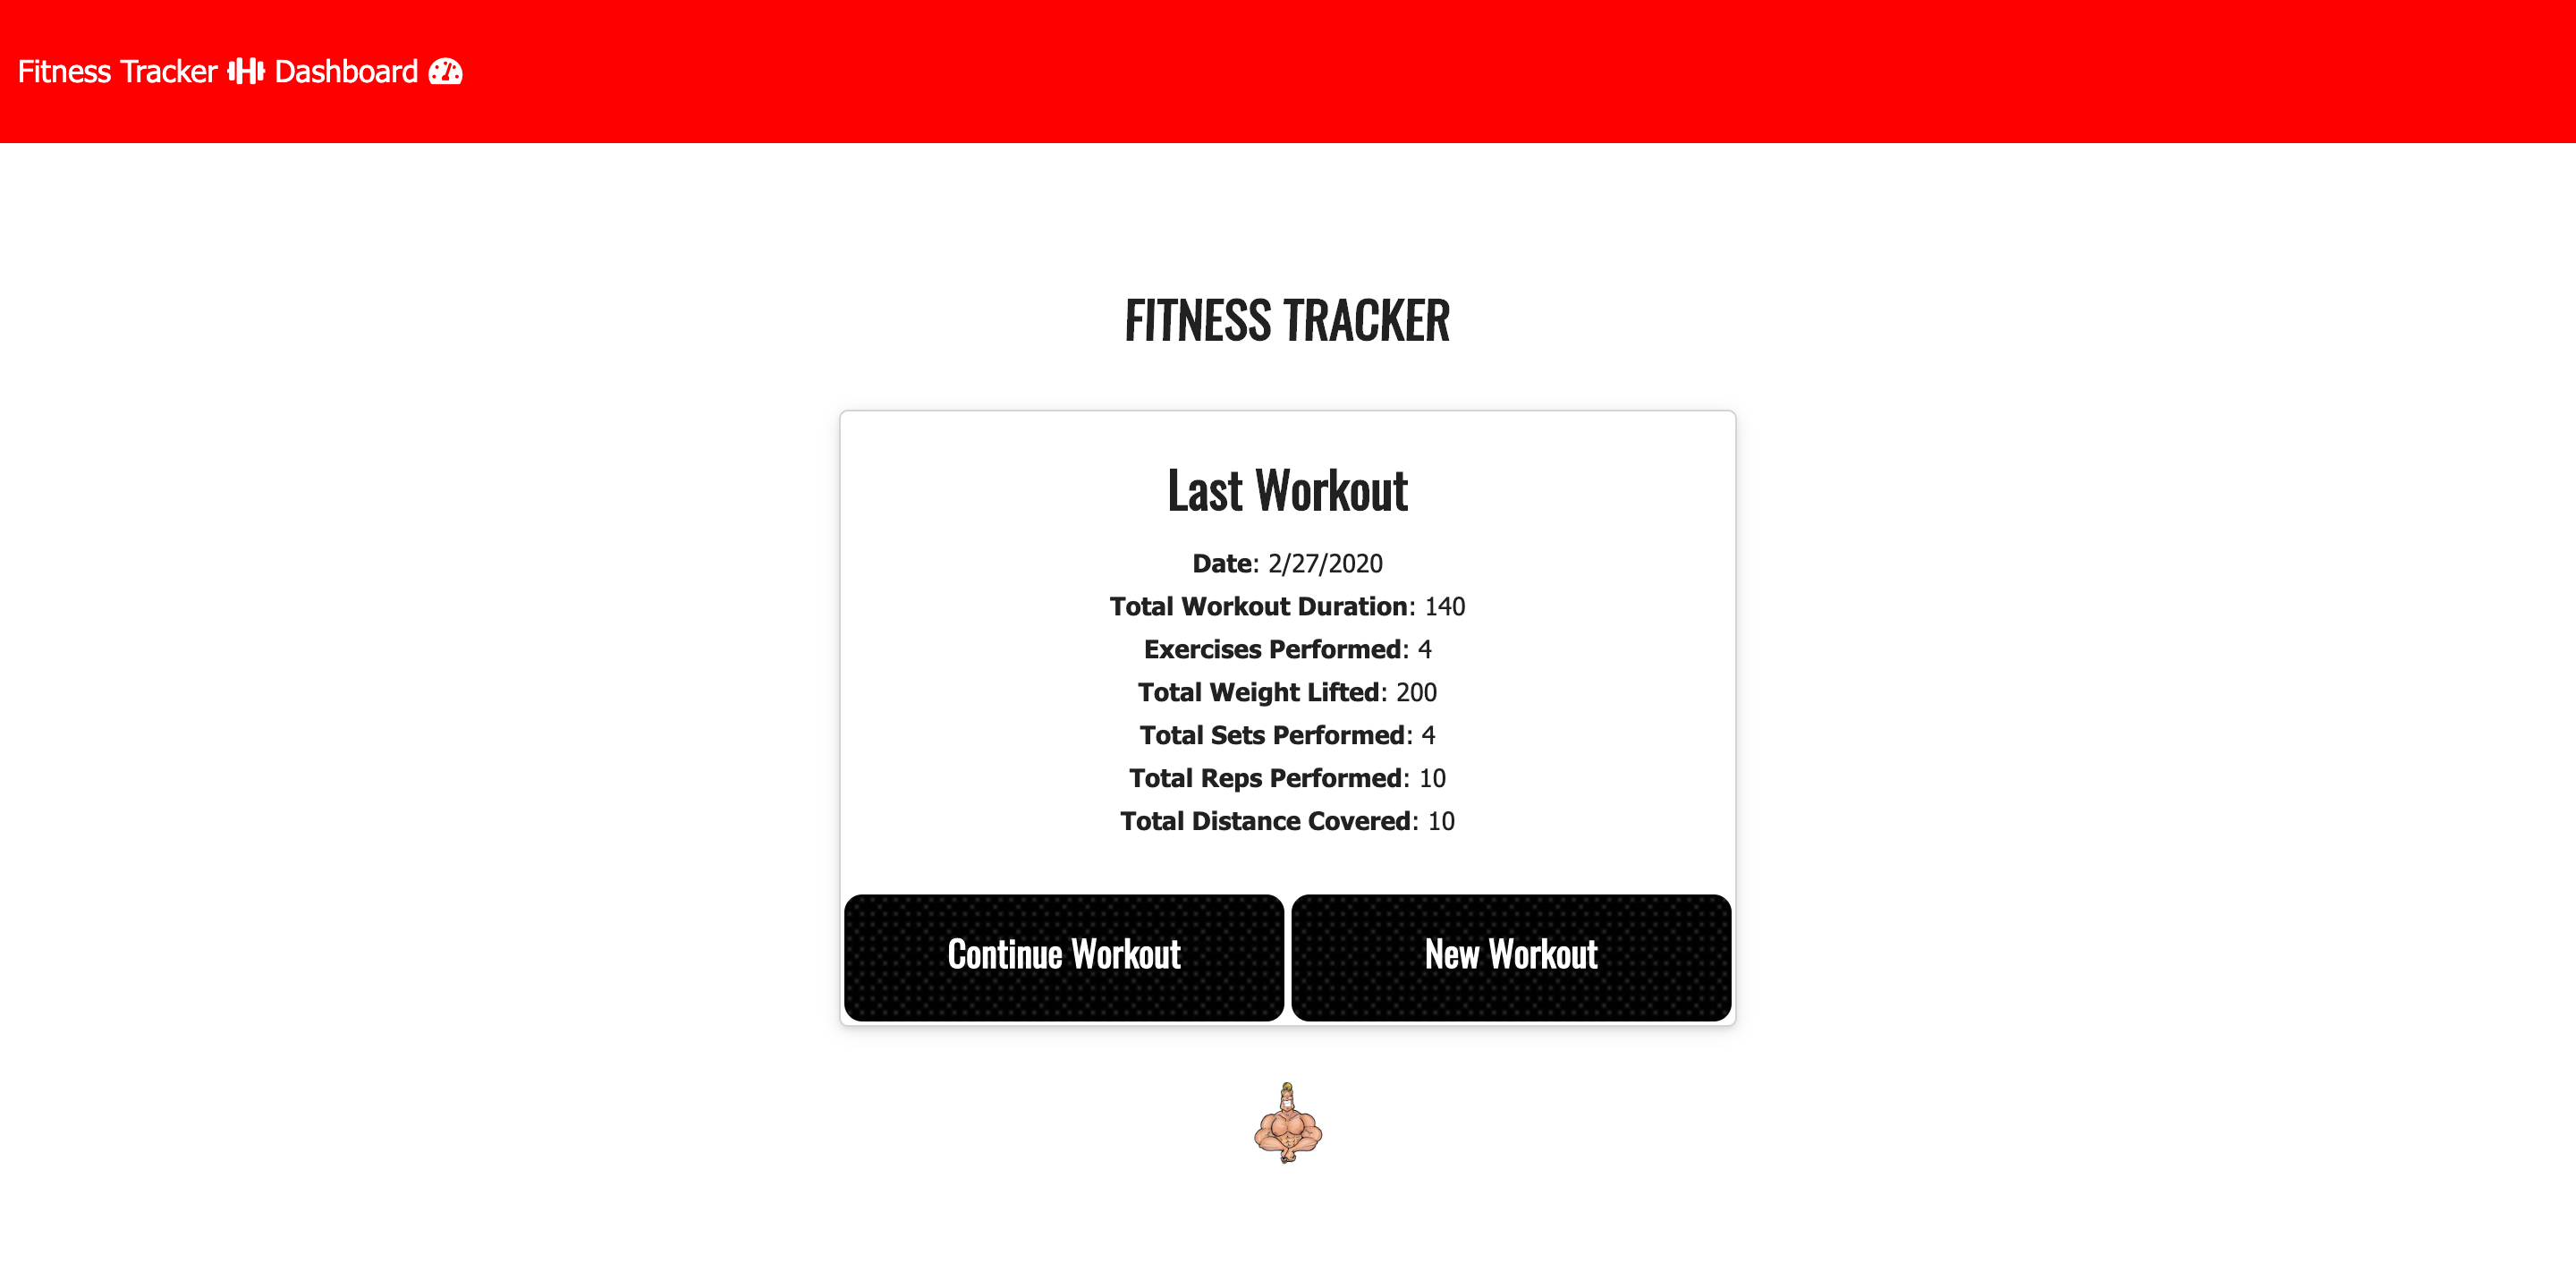 Fitness Tracker Dashboard
FITNESS TRACKER
Last Workout
Date: 2/27/2020
Total Workout Duration: 140
Exercises Performed: 4
Total Weight Lifted: 200
Total Sets Performed: 4
Total Reps Performed: 10
Total Distance Covered: 10
Continue Workout New Workout